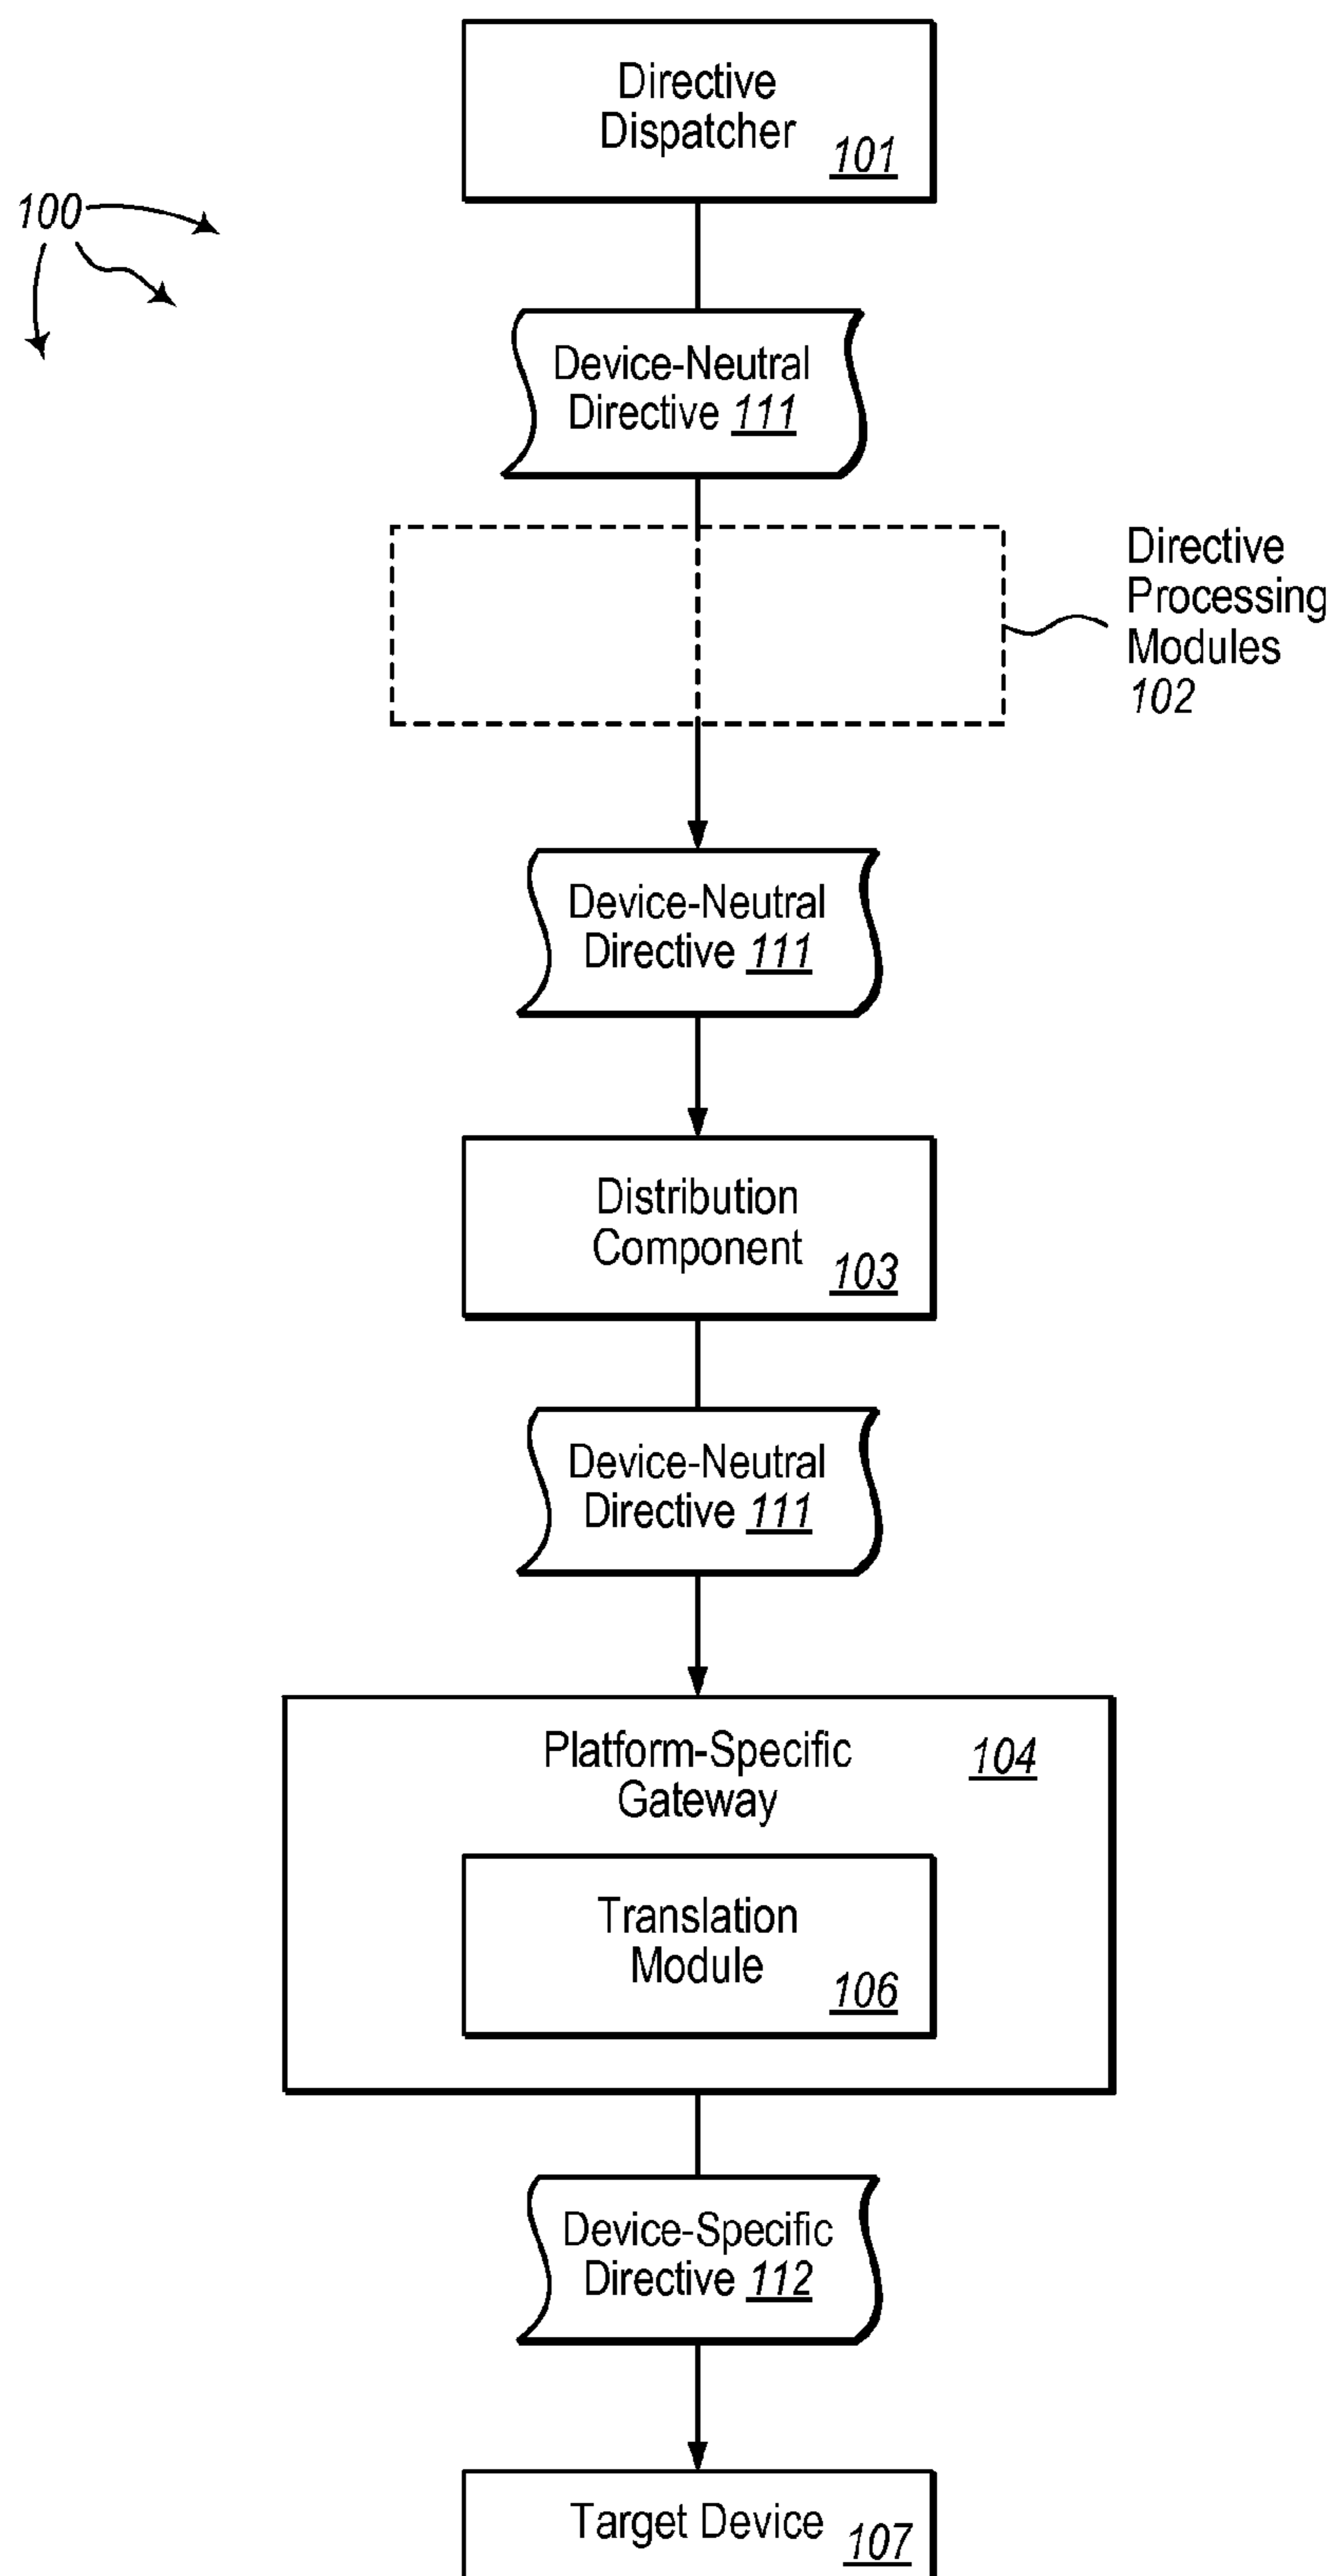 Directive
Dispatcher
101
100
Device-Neutral
Directive 111
Directive
Processing
Modules
102
Device-Neutral
Directive 111
Distribution
Component
103
Device-Neutral
Directive 111
Platform-Specific
Gateway
104
Translation
Module
106
Device-Specific
Directive 112
Target Device
107